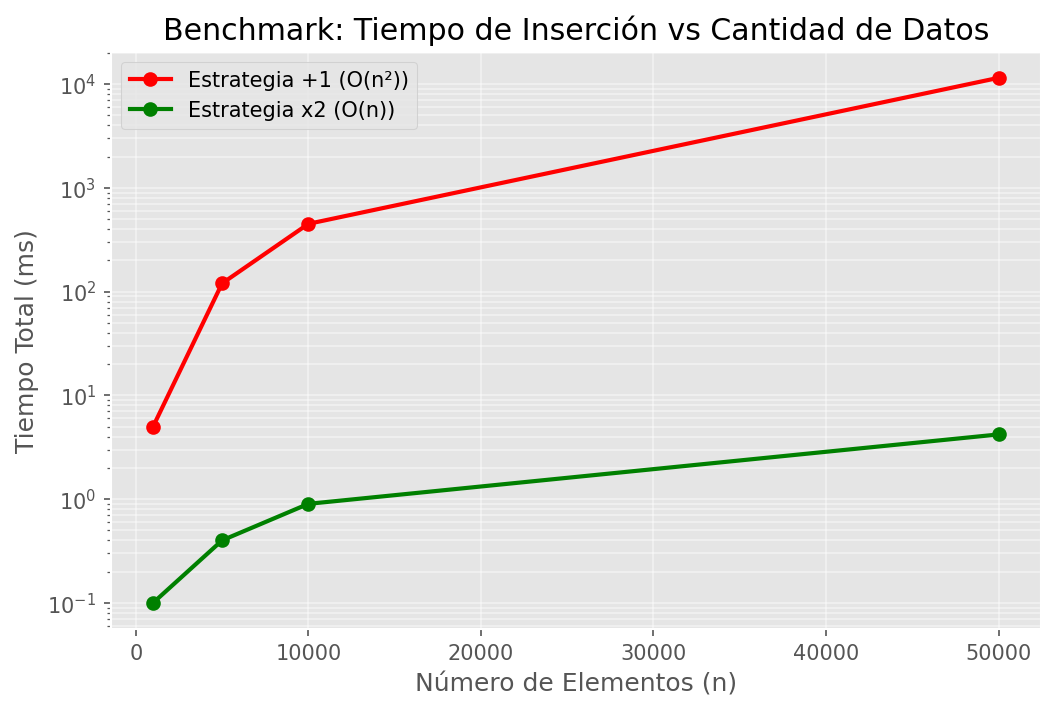 Benchmark: Tiempo de Inserción vs Cantidad de Datos
Estrategia +1 (O(n²))
Estrategia x2 (O(n))
Tiempo Total (ms)
10⁴
10³
10²
10¹
10⁰
10⁻¹
0 10000 20000 30000 40000 50000
Número de Elementos (n)